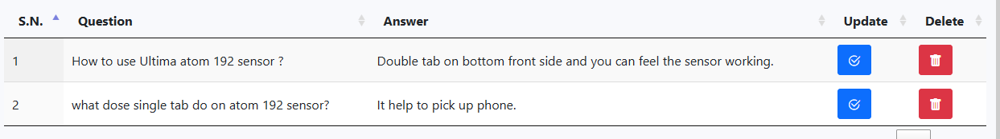 S.N. Question Answer Update Delete
1 How to use Ultima atom 192 sensor ? Double tab on bottom front side and you can feel the sensor working.
2 what dose single tab do on atom 192 sensor? It help to pick up phone.